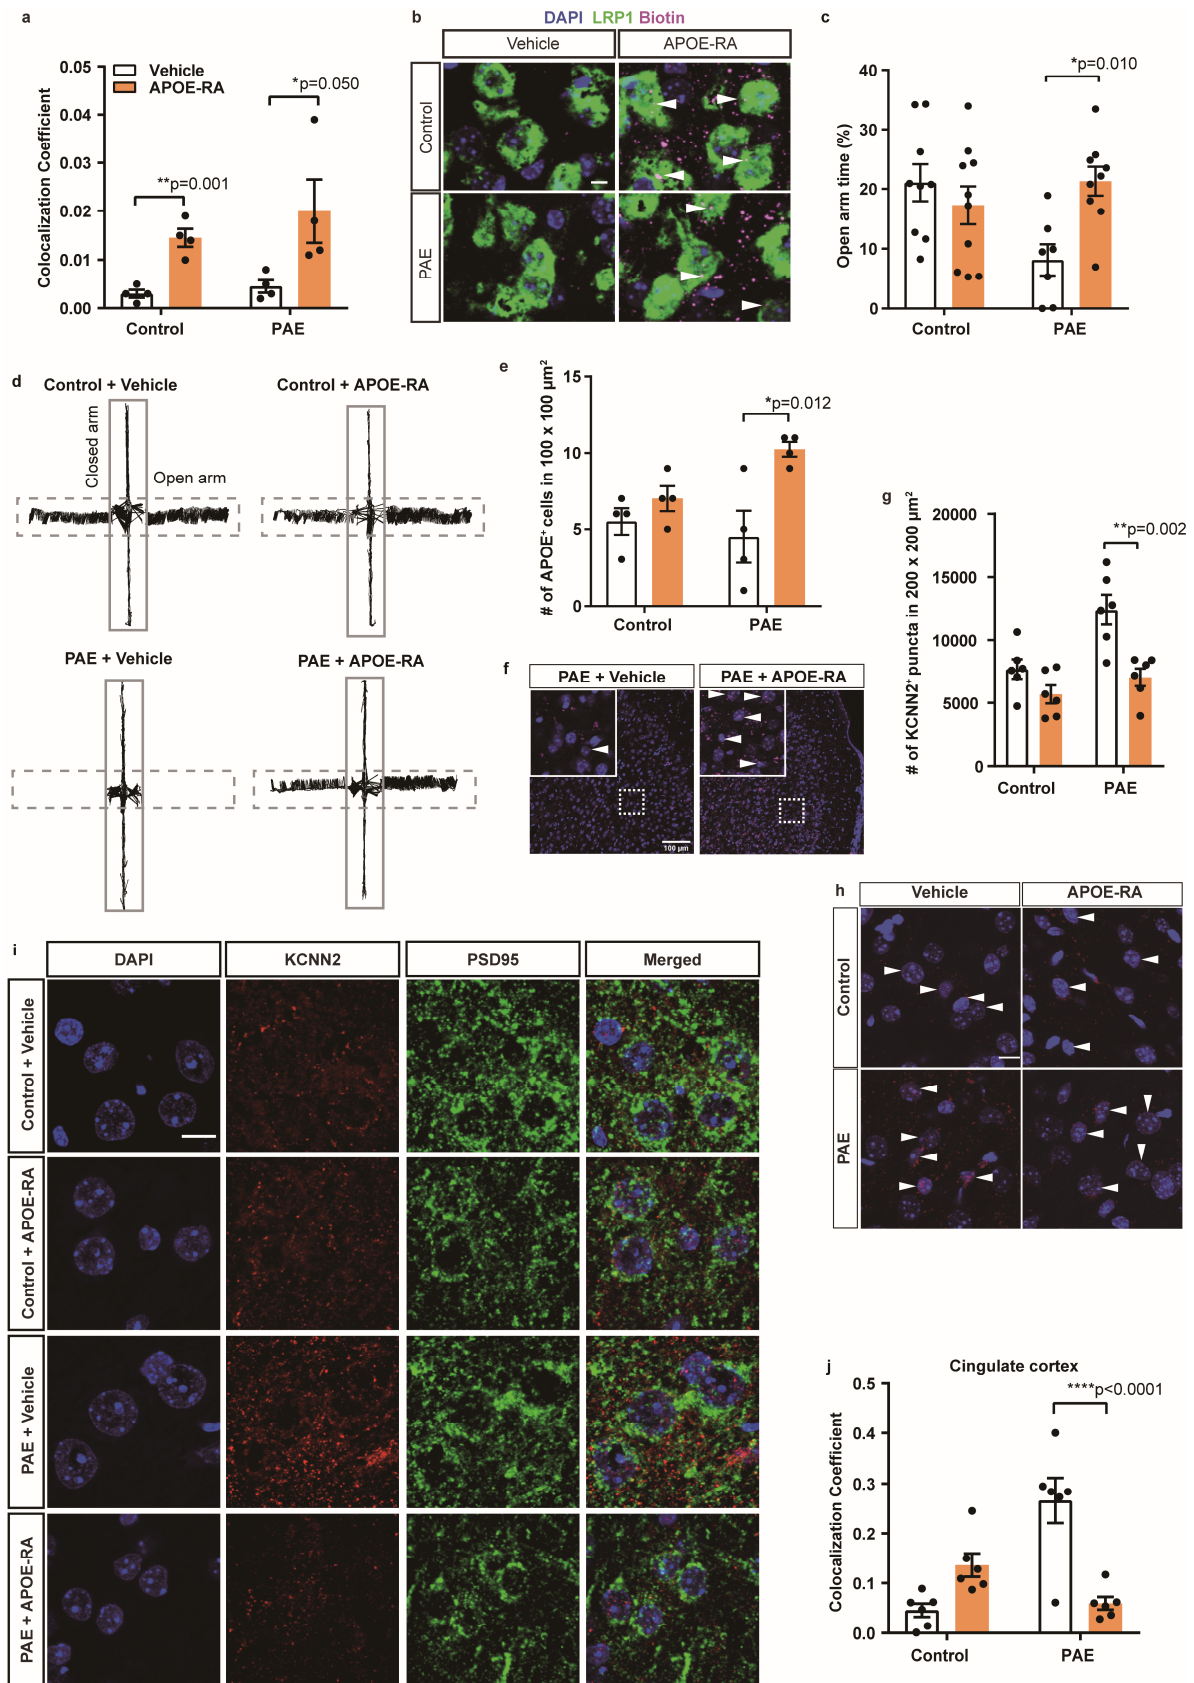 a
Colocalization Coefficient
0.05
0.04
0.03
0.02
0.01
0.00
Vehicle
APOE-RA
**p=0.001
*p=0.050
Control
PAE
b
DAPI LRP1 Biotin
Vehicle
APOE-RA
Control
PAE
c
Open arm time (%)
40
30
20
10
0
*p=0.010
Control
PAE
d
Control + Vehicle
Control + APOE-RA
Closed arm
Open arm
PAE + Vehicle
PAE + APOE-RA
e
# of APOE⁺ cells in 100 x 100 µm²
15
10
5
0
*p=0.012
Control
PAE
f
PAE + Vehicle
PAE + APOE-RA
100 µm
g
# of KCNN2⁺ puncta in 200 x 200 µm²
20000
15000
10000
5000
0
**p=0.002
Control
PAE
h
Vehicle
APOE-RA
Control
PAE
i
DAPI
KCNN2
PSD95
Merged
Control + Vehicle
Control + APOE-RA
PAE + Vehicle
PAE + APOE-RA
j
Cingulate cortex
Colocalization Coefficient
0.5
0.4
0.3
0.2
0.1
0.0
****p<0.0001
Control
PAE